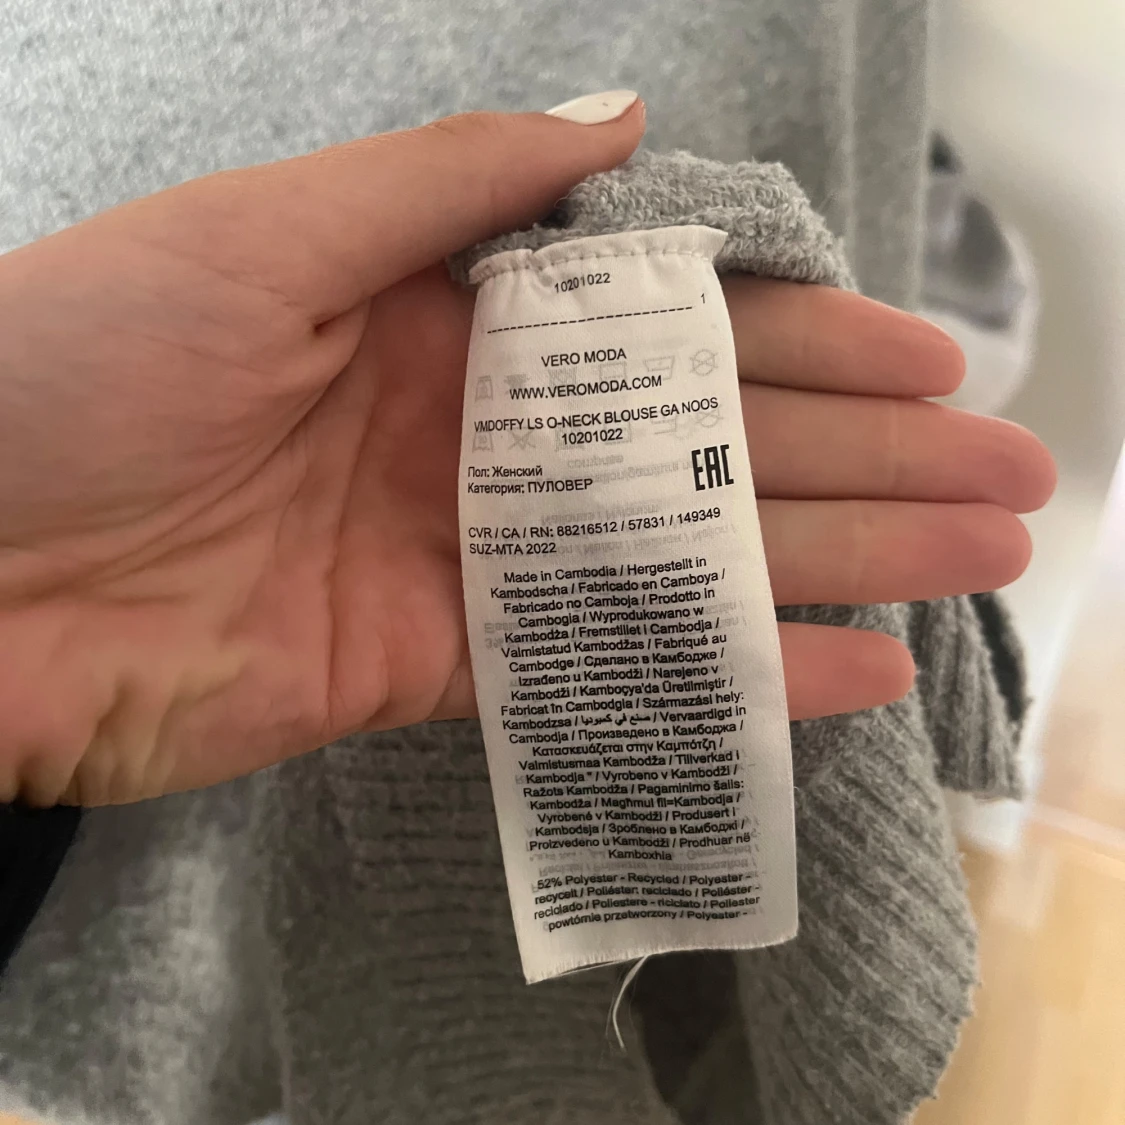 10201022
1
VERO MODA
WWW.VEROMODA.COM
VMDOFFY LS O-NECK BLOUSE GA NOOS
10201022
Пол: Женский
Категория: ПУЛОВЕР
EAC
CVR / CA / RN: 88216512 / 57831 / 149349
SUZ-MTA 2022
Made in Cambodia / Hergestellt in
Kambodscha / Fabricado en Camboya /
Fabricado no Camboja / Prodotto in
Cambogia / Wyprodukowano w
Kambodża / Fremstillet i Cambodja /
Valmistatud Kambodžas / Fabriqué au
Cambodge / Сделано в Камбодже /
Izrađeno u Kambodži / Narejeno v
Kambodži / Kamboçya'da Üretilmiştir /
Fabricat în Cambodgia / Származási hely:
Kambodzsa / صنع في كمبوديا / Vervaardigd in
Cambodja / Произведено в Камбоджа /
Κατασκευάζεται στην Καμπότζη /
Valmistusmaa Kambodža / Tillverkad i
Kambodja * / Vyrobeno v Kambodži /
Ražota Kambodža / Pagaminimo šalis:
Kambodža / Magħmul fil=Kambodja /
Vyrobené v Kambodži / Produsert i
Kambodsja / Зроблено в Камбоджі /
Proizvedeno u Kambodži / Prodhuar në
Kamboxhia
52% Polyester - Recycled / Polyester -
recycelt / Poliéster: reciclado / Poliéster -
reciclado / Poliestere - riciclato / Poliester
powtórnie przetworzony / Polyester -